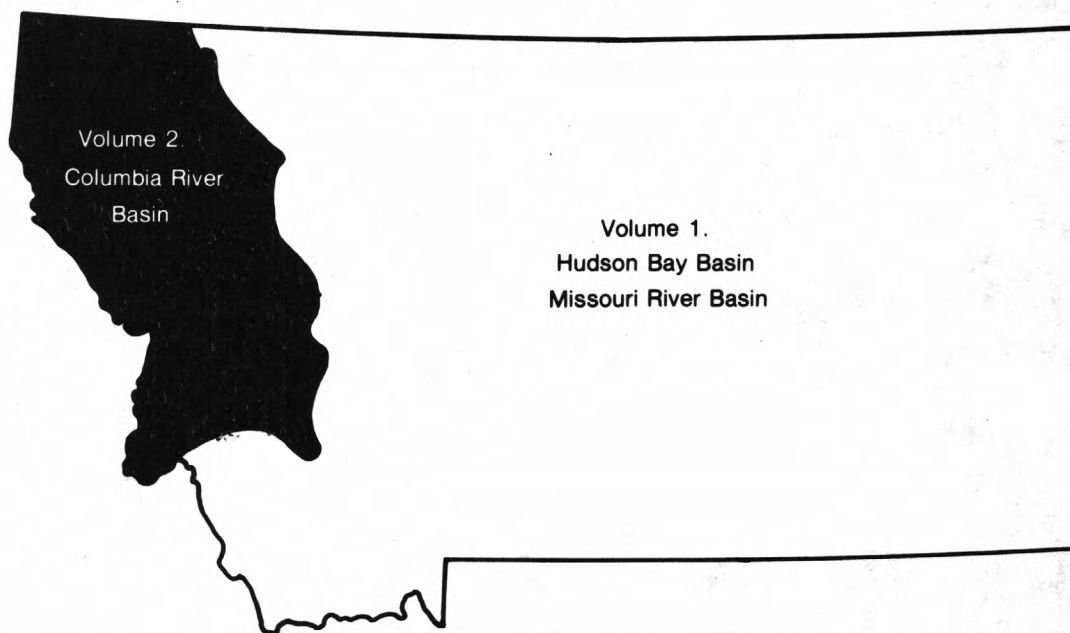 Volume 2.
Columbia River
Basin
Volume 1.
Hudson Bay Basin
Missouri River Basin